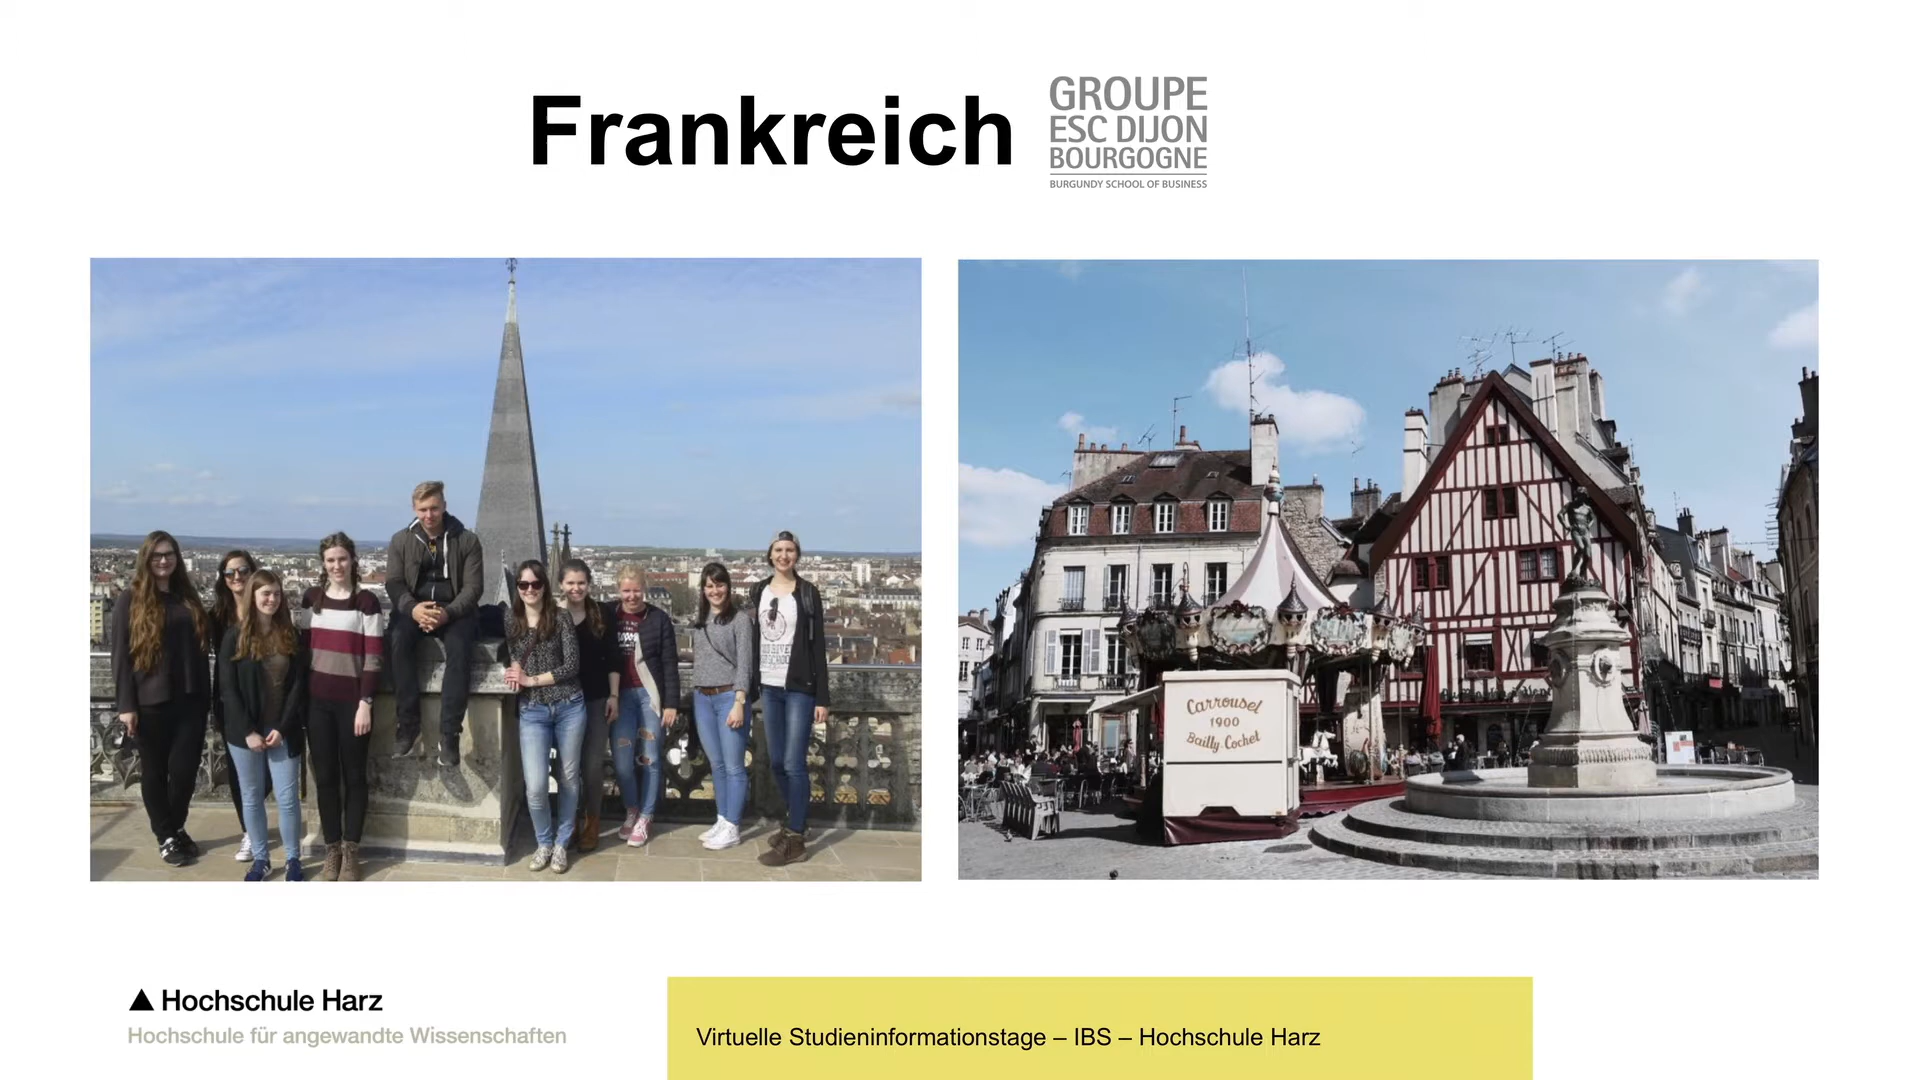 Frankreich
GROUPE
ESC DIJON
BOURGOGNE
BURGUNDY SCHOOL OF BUSINESS
Carrousel
1900
Bailly-Cochet
Hochschule Harz
Hochschule für angewandte Wissenschaften
Virtuelle Studieninformationstage – IBS – Hochschule Harz